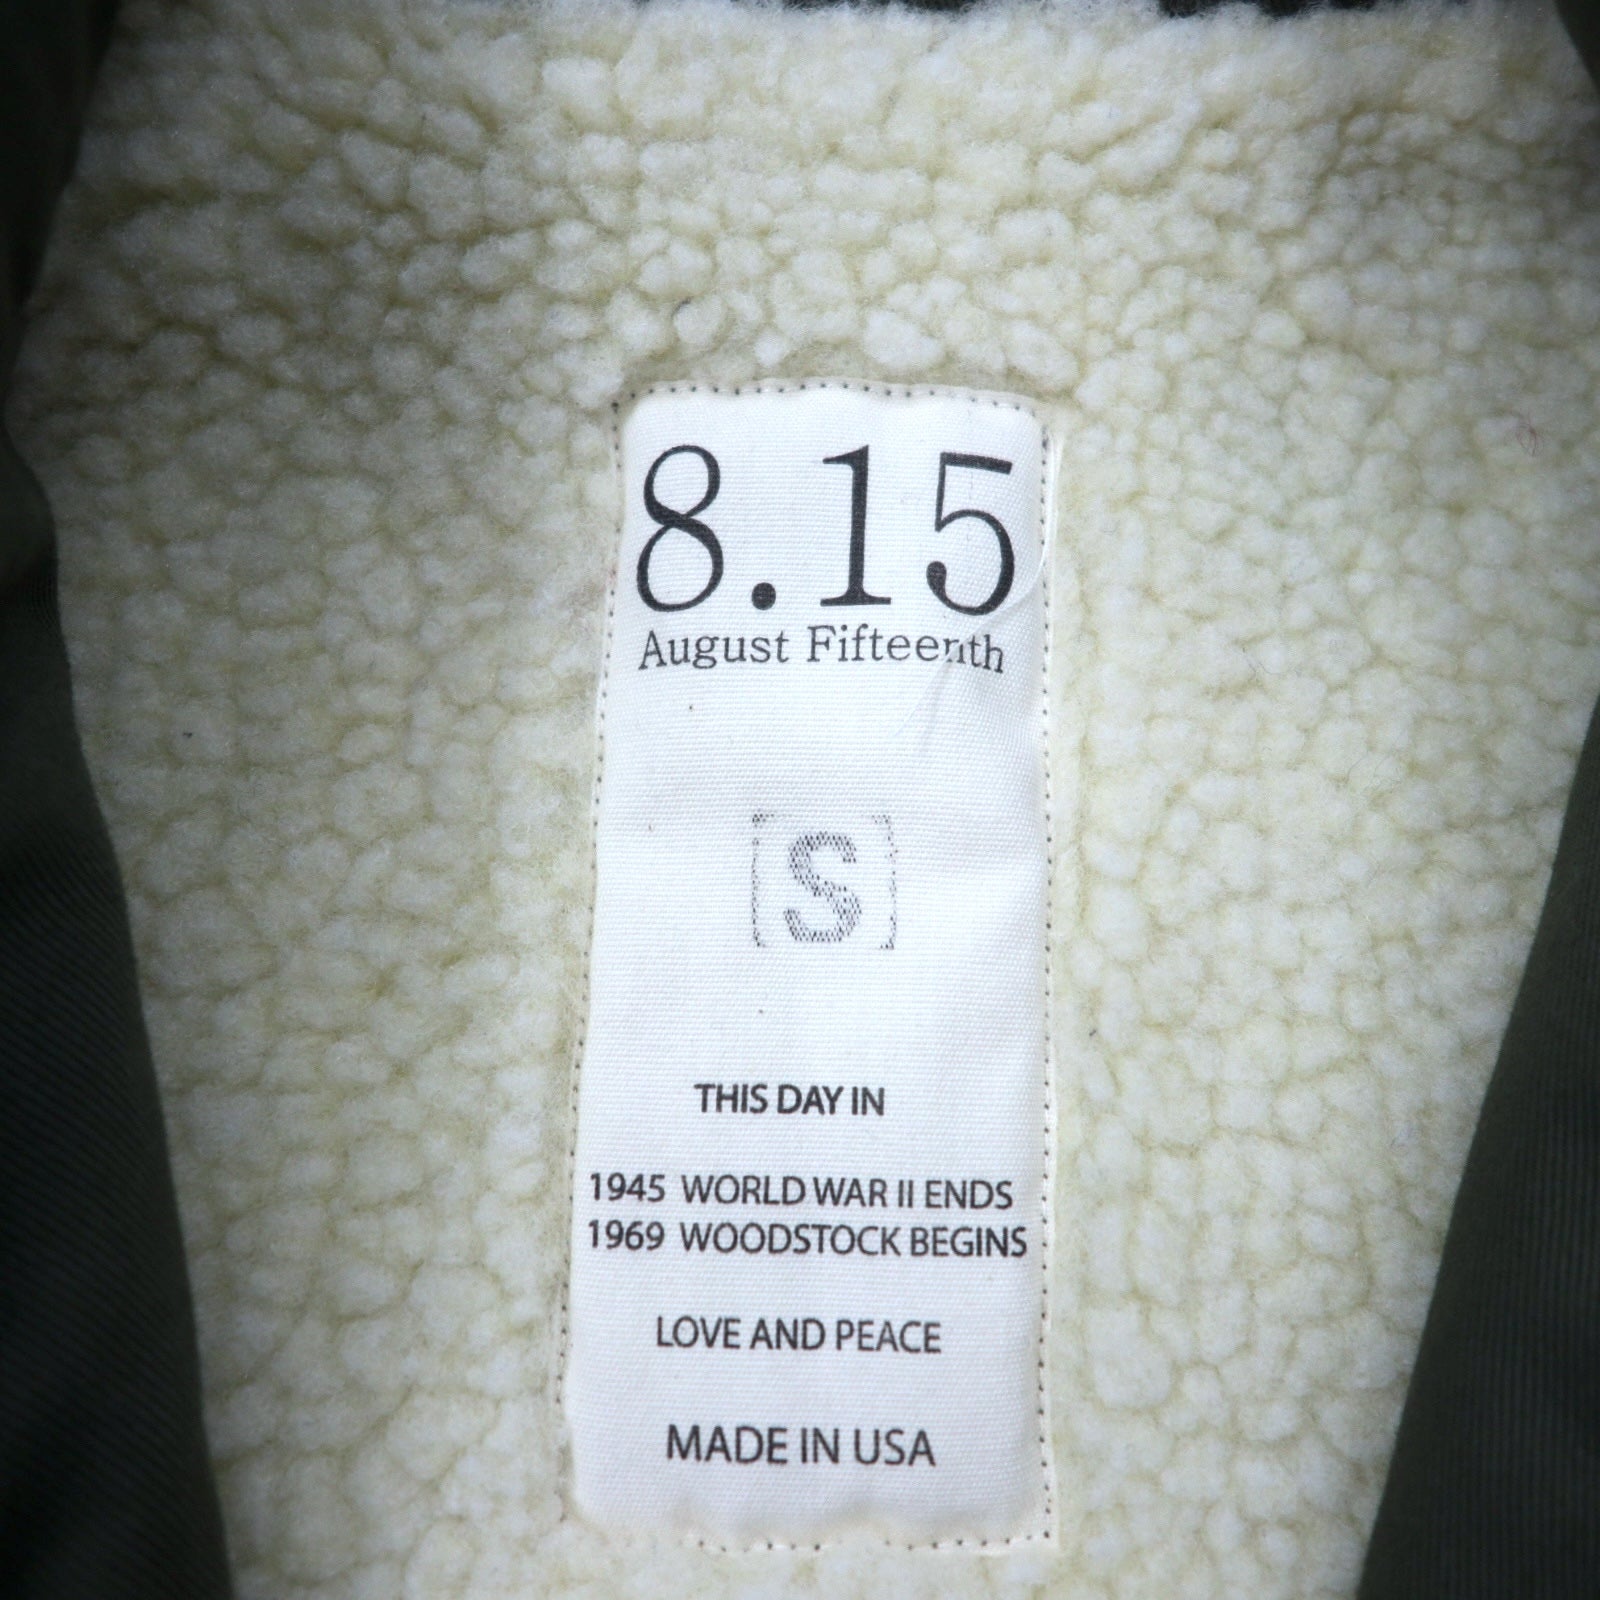 8.15
August Fifteenth
[S]
THIS DAY IN
1945 WORLD WAR II ENDS
1969 WOODSTOCK BEGINS
LOVE AND PEACE
MADE IN USA